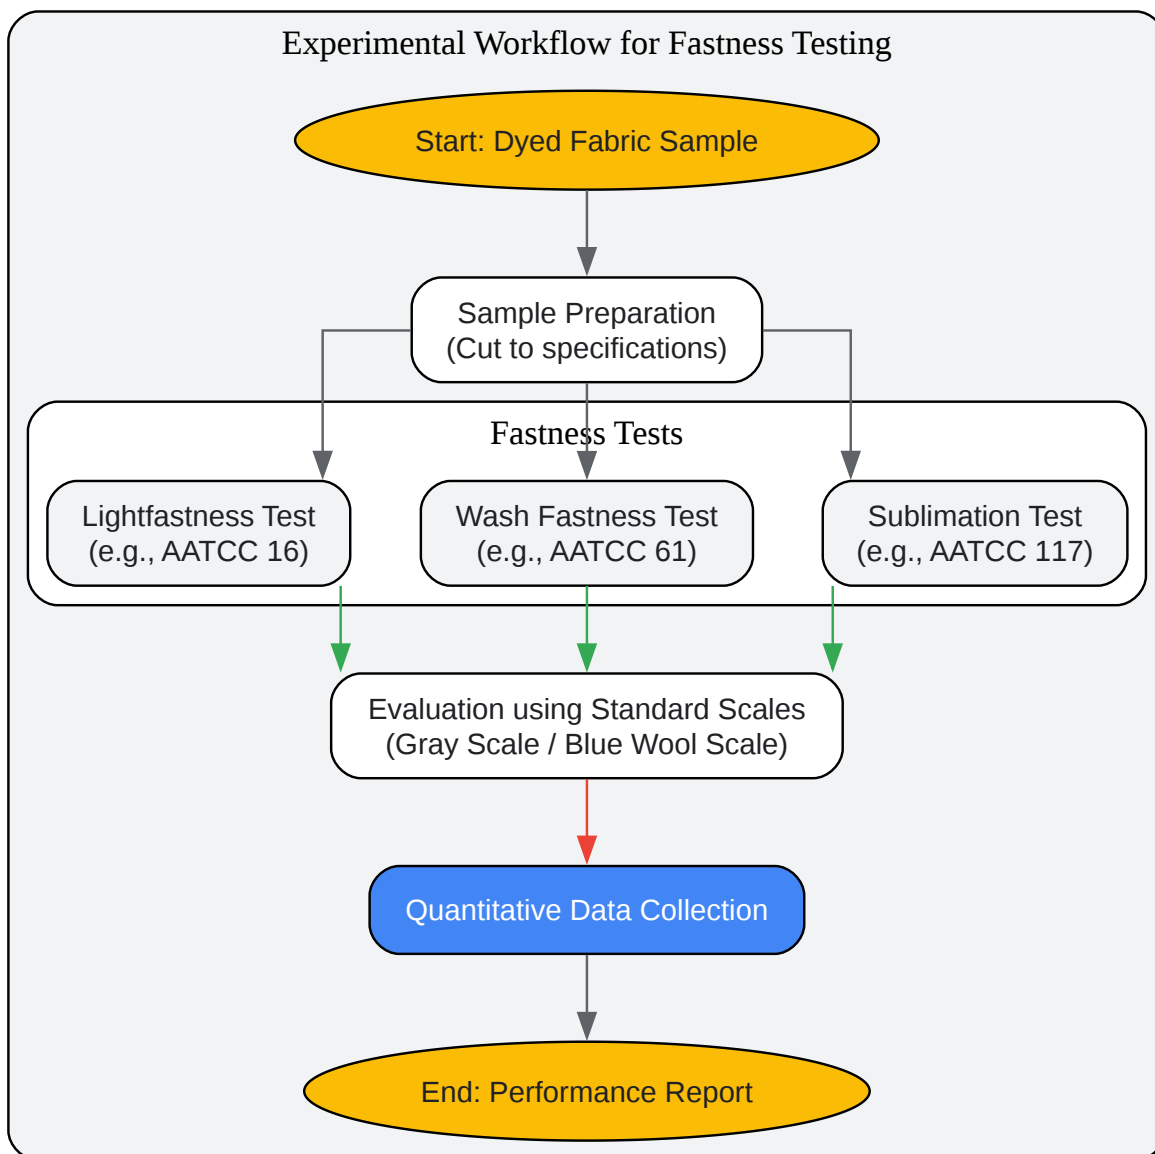 Experimental Workflow for Fastness Testing
Start: Dyed Fabric Sample
Sample Preparation
(Cut to specifications)
Fastness Tests
Lightfastness Test
(e.g., AATCC 16)
Wash Fastness Test
(e.g., AATCC 61)
Sublimation Test
(e.g., AATCC 117)
Evaluation using Standard Scales
(Gray Scale / Blue Wool Scale)
Quantitative Data Collection
End: Performance Report